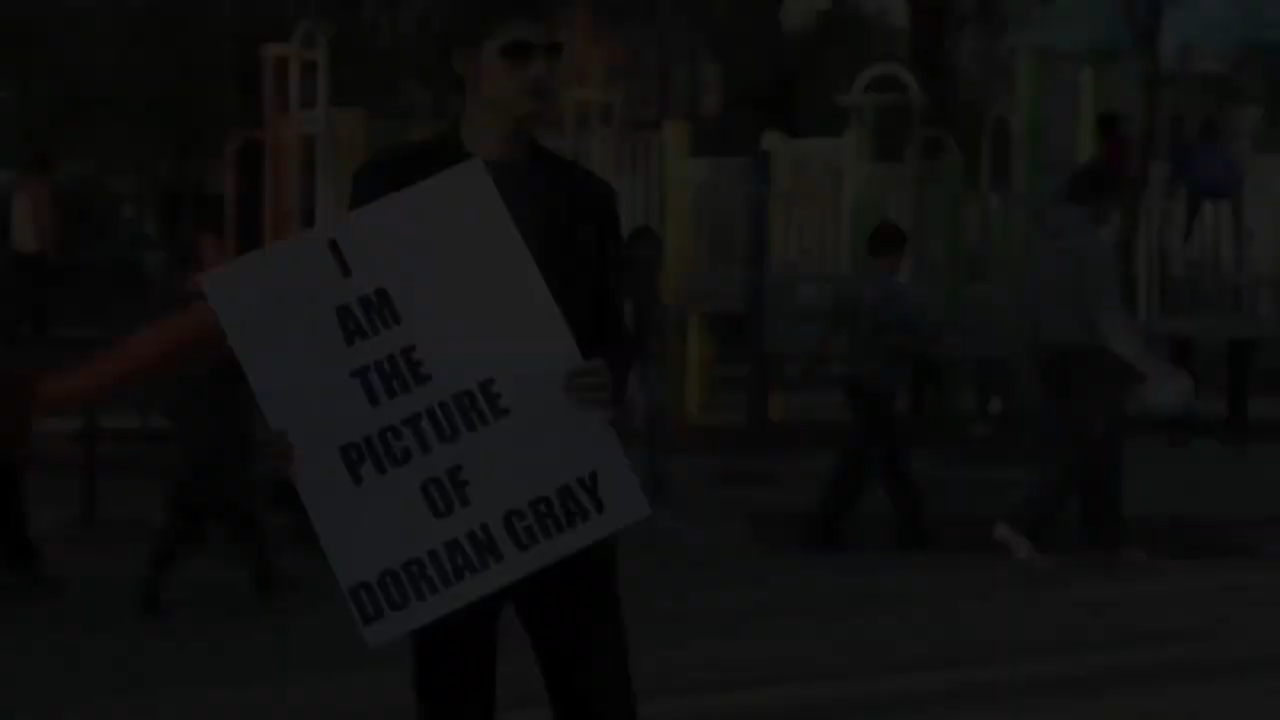 I
AM
THE
PICTURE
OF
DORIAN GRAY